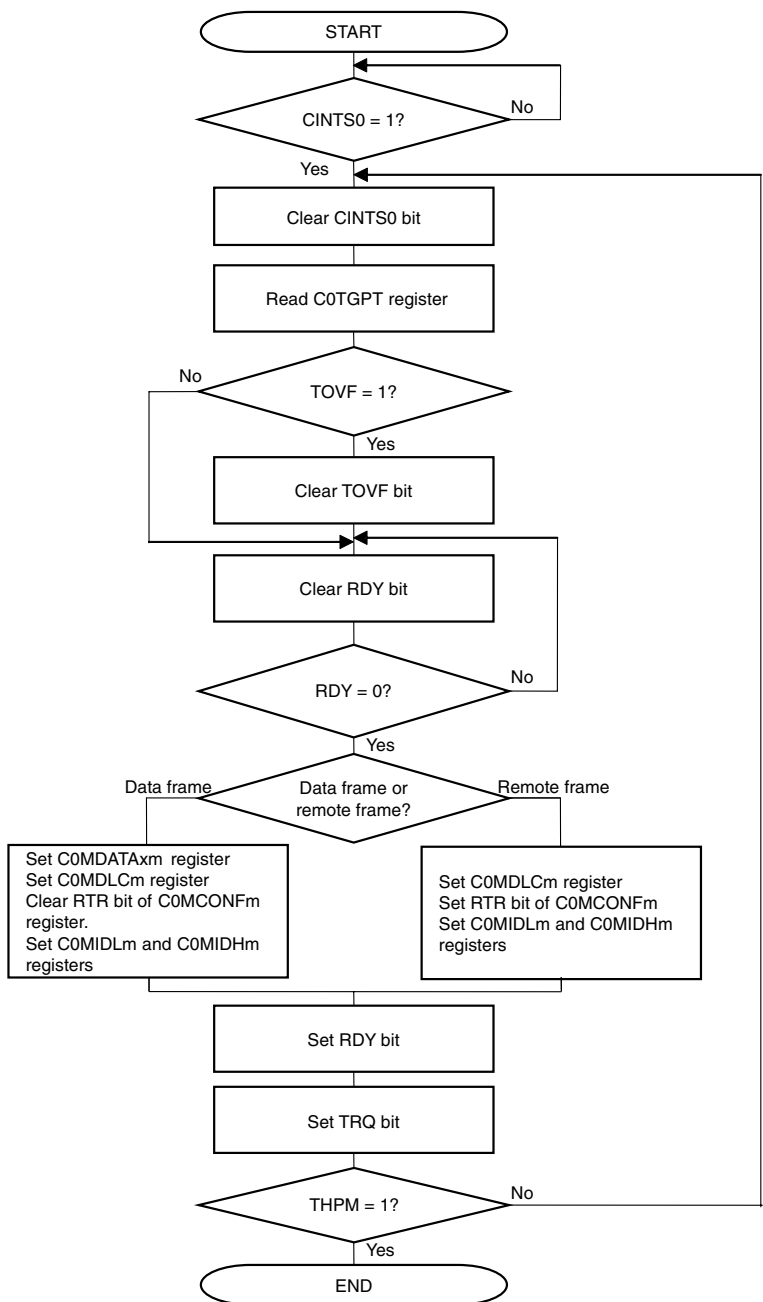 START
No
CINTS0 = 1?
Yes
Clear CINTS0 bit
Read C0TGPT register
No
TOVF = 1?
Yes
Clear TOVF bit
Clear RDY bit
No
RDY = 0?
Yes
Data frame
Data frame or
remote frame?
Remote frame
Set C0MDATAxm register
Set C0MDLCm register
Clear RTR bit of C0MCONFm
register.
Set C0MIDLm and C0MIDHm
registers
Set C0MDLCm register
Set RTR bit of C0MCONFm
Set C0MIDLm and C0MIDHm
registers
Set RDY bit
Set TRQ bit
THPM = 1?
No
Yes
END